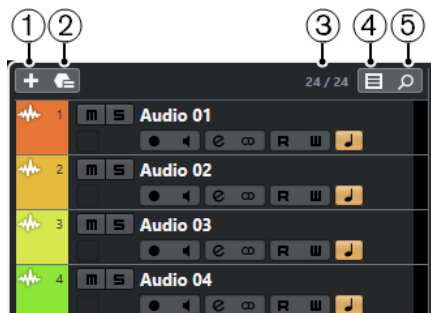 1 2 3 4 5
24 / 24
1 m S Audio 01
e R W
2 m S Audio 02
e R W
3 m S Audio 03
e R W
4 m S Audio 04
e R W